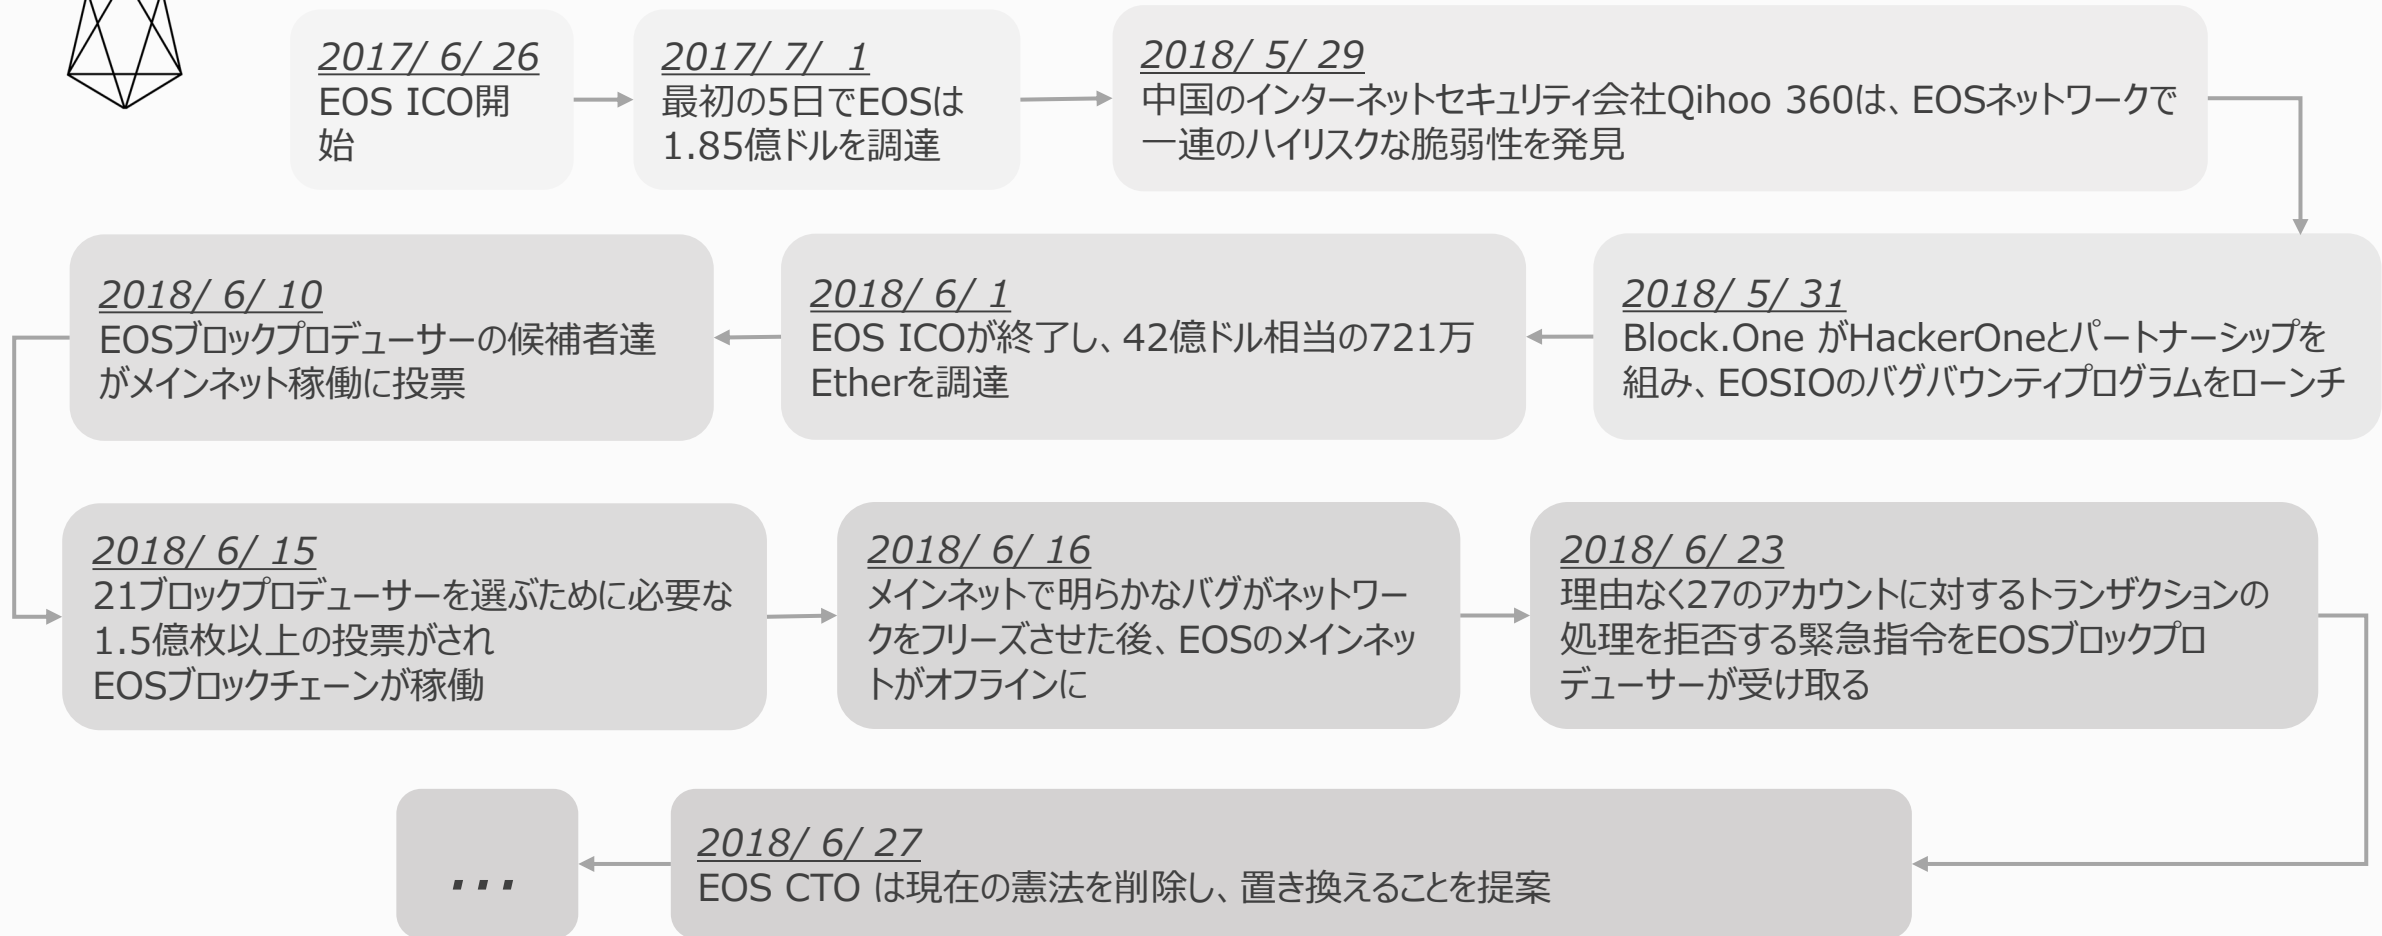 2017/ 6/ 26
EOS ICO開
始
2017/ 7/ 1
最初の5日でEOSは
1.85億ドルを調達
2018/ 5/ 29
中国のインターネットセキュリティ会社Qihoo 360は、EOSネットワークで
一連のハイリスクな脆弱性を発見
2018/ 5/ 31
Block.One がHackerOneとパートナーシップを
組み、EOSIOのバグバウンティプログラムをローンチ
2018/ 6/ 1
EOS ICOが終了し、42億ドル相当の721万
Etherを調達
2018/ 6/ 10
EOSブロックプロデューサーの候補者達
がメインネット稼働に投票
2018/ 6/ 15
21ブロックプロデューサーを選ぶために必要な
1.5億枚以上の投票がされ
EOSブロックチェーンが稼働
2018/ 6/ 16
メインネットで明らかなバグがネットワー
クをフリーズさせた後、EOSのメインネッ
トがオフラインに
2018/ 6/ 23
理由なく27のアカウントに対するトランザクションの
処理を拒否する緊急指令をEOSブロックプロ
デューサーが受け取る
2018/ 6/ 27
EOS CTO は現在の憲法を削除し、置き換えることを提案
...